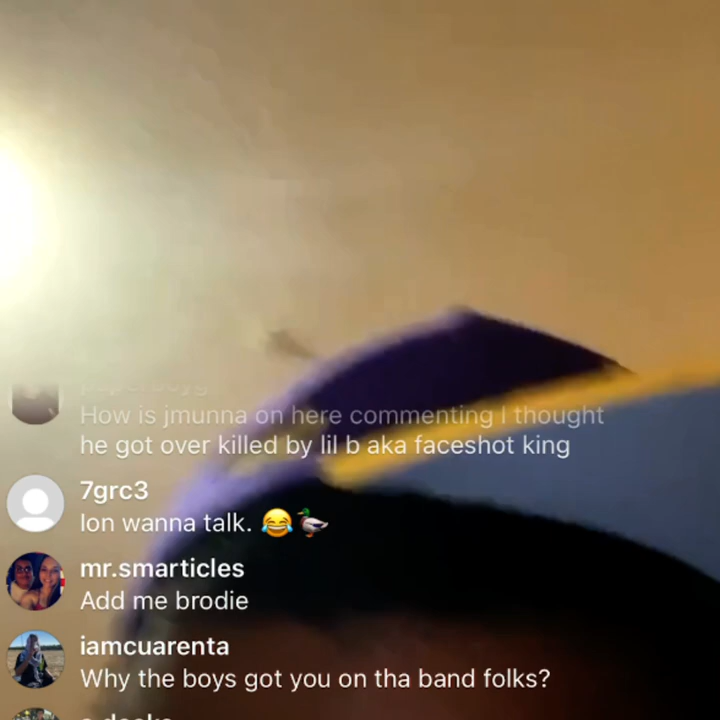 How is jmunna on here commenting I thought
he got over killed by lil b aka faceshot king
7grc3
Ion wanna talk. 😂🦆
mr.smarticles
Add me brodie
iamcuarenta
Why the boys got you on tha band folks?